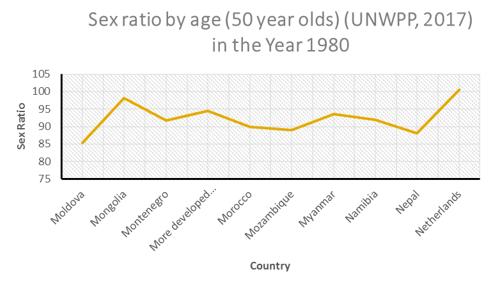 Sex ratio by age (50 year olds) (UNWPP, 2017)
in the Year 1980
105
100
95
90
85
80
75
Sex Ratio
Moldova
Mongolia
Montenegro
More developed...
Morocco
Mozambique
Myanmar
Namibia
Nepal
Netherlands
Country